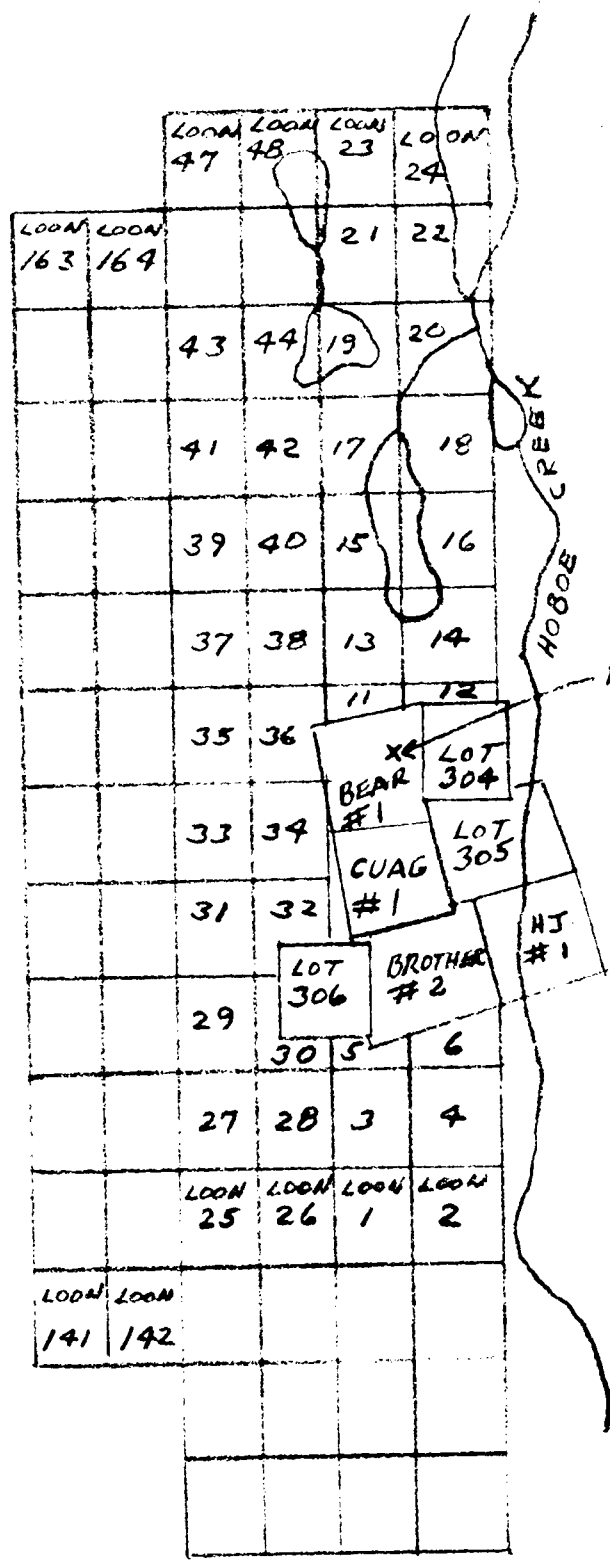 LOON LOON LOON LOON
47 48 23 24
LOON LOON 21 22
163 164
43 44 19 20
41 42 17 18
39 40 15 16
HOBOE CREEK
37 38 13 14
11 12
35 36 X LOT
304
BEAR
#1
33 34 LOT
305
CUAG
#1
31 32 HJ
#1
LOT BROTHER
306 #2
29
30 5 6
27 28 3 4
LOON LOON LOON LOON
25 26 1 2
LOON LOON
141 142